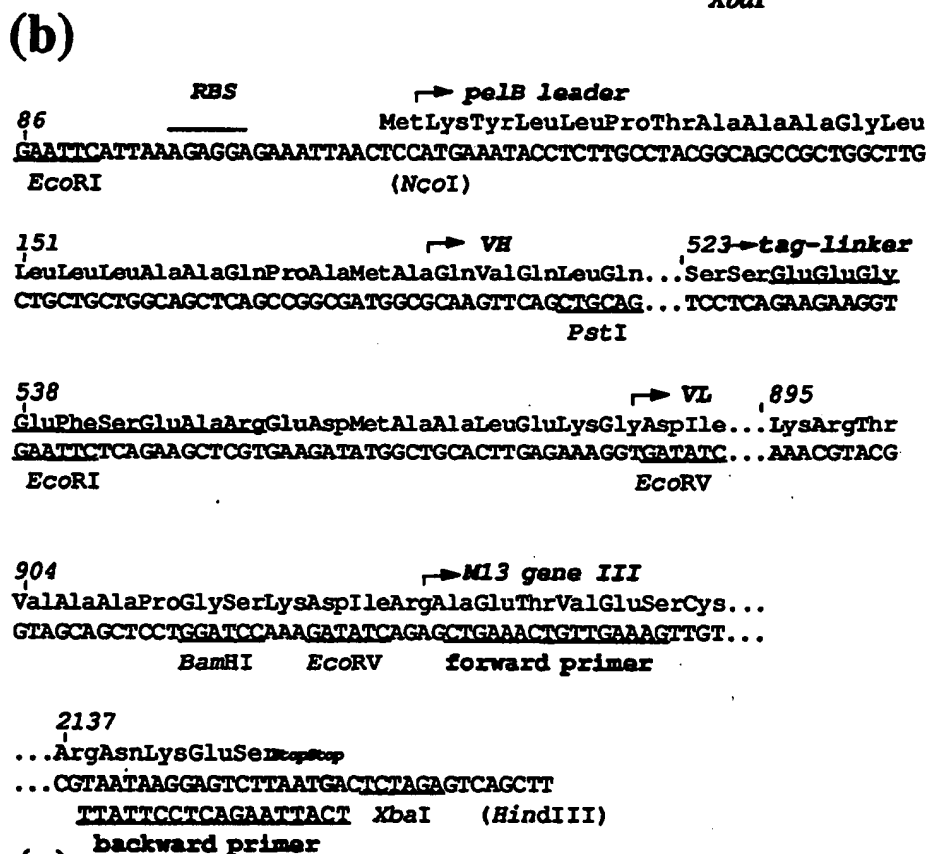 XbaI
(b)
RBS pelB leader
86 MetLysTyrLeuLeuProThrAlaAlaAlaGlyLeu
GAATTCATTAAAGAGGAGAAATTAACTCCATGAAATACCTCTTGCCTACGGCAGCCGCTGGCTTG
EcoRI (NcoI)
151 VH 523 tag-linker
LeuLeuLeuAlaAlaGlnProAlaMetAlaGlnValGlnLeuGln...SerSerGluGluGly
CTGCTGCTGGCAGCTCAGCCGGCGATGGCGCAAGTTCAGCTGCAG...TCCTCAGAAGAAGGT
PstI
538 VL 895
GluPheSerGluAlaArgGluAspMetAlaAlaLeuGluLysGlyAspIle...LysArgThr
GAATTCTCAGAAGCTCGTGAAGATATGGCTGCACTTGAGAAAGGTGATATC...AAACGTACG
EcoRI EcoRV
904 M13 gene III
ValAlaAlaProGlySerLysAspIleArgAlaGluThrValGluSerCys...
GTAGCAGCTCCTGGATCCAAAGATATCAGAGCTGAAACTGTTGAAAGTTGT...
BamHI EcoRV forward primer
2137
...ArgAsnLysGluSerStopStop
...CGTAATAAGGAGTCTTAATGACTCTAGAGTCAGCTT
TTATTCCTCAGAATTACT XbaI (HindIII)
backward primer